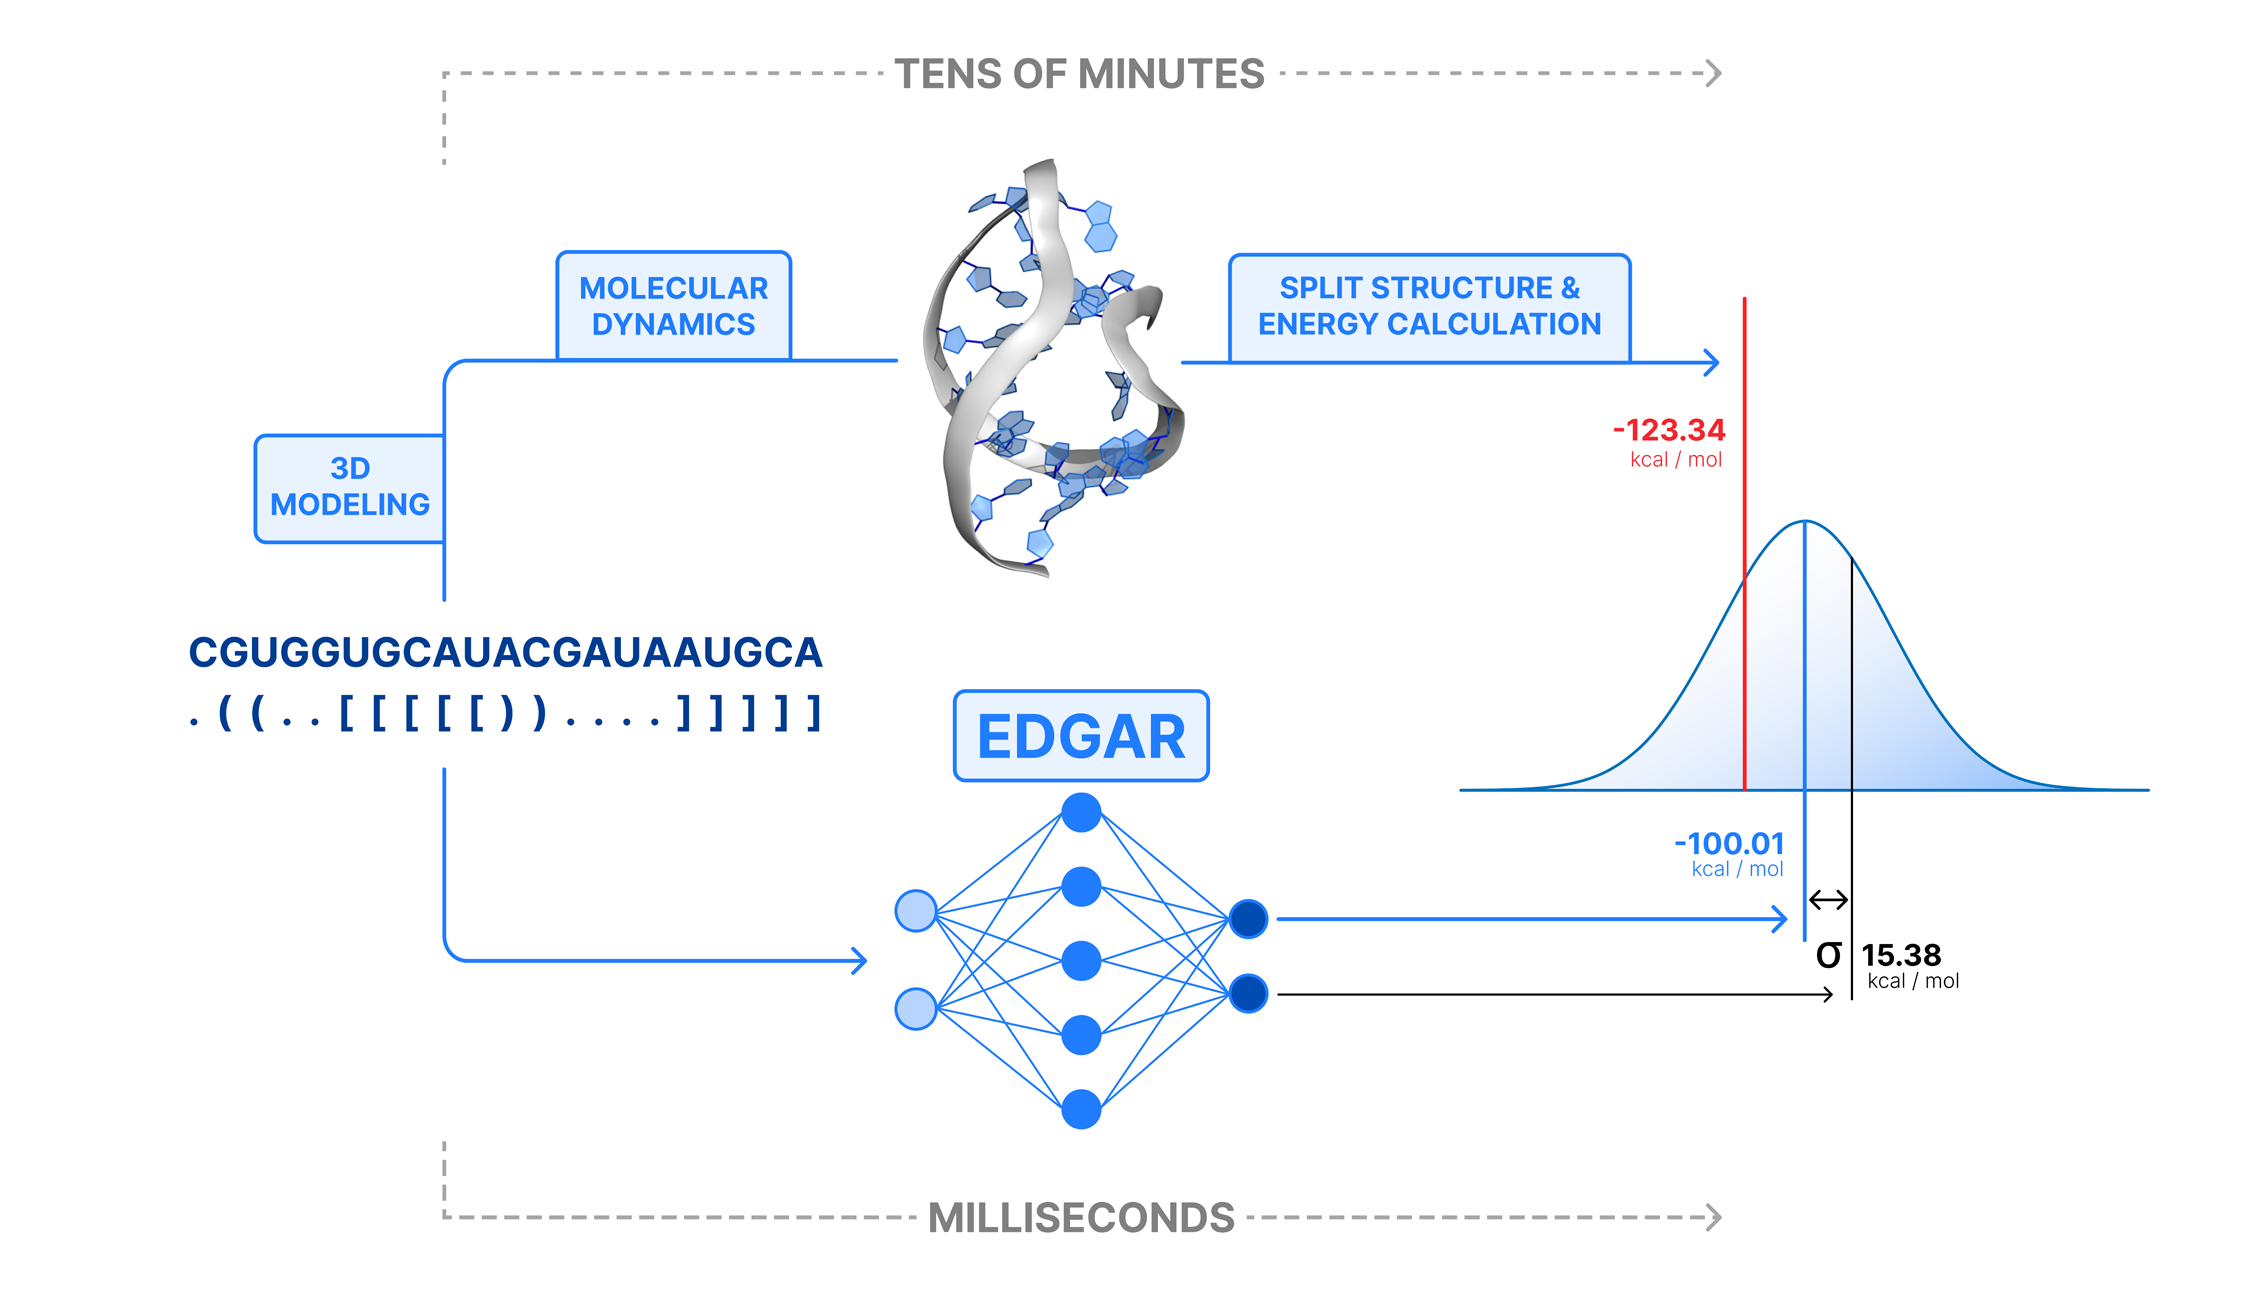 TENS OF MINUTES
MOLECULAR
DYNAMICS
SPLIT STRUCTURE &
ENERGY CALCULATION
3D
MODELING
-123.34
kcal / mol
CGUGGUGCAUACGAUAAUGCA
.((..[[[[[))....]]]]]
EDGAR
-100.01
kcal / mol
σ 15.38
kcal / mol
MILLISECONDS